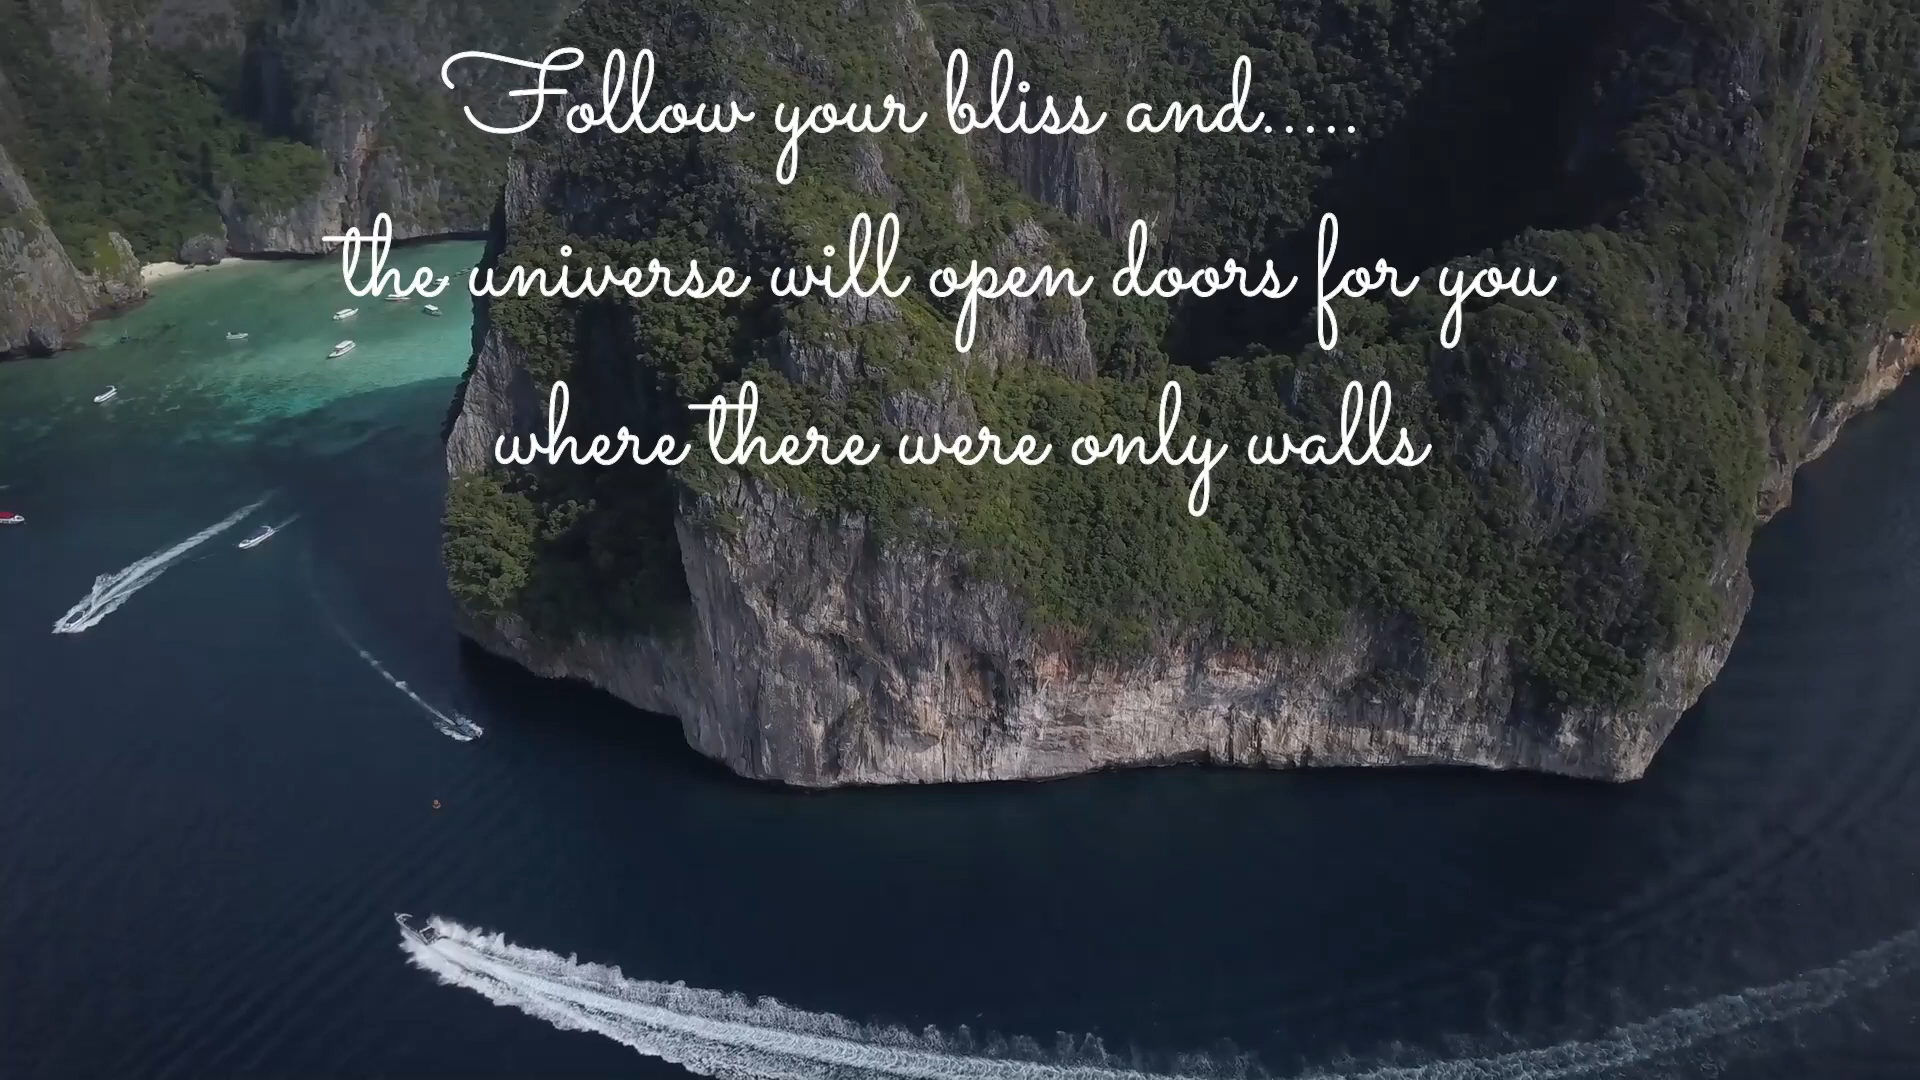 Follow your bliss and.....
the universe will open doors for you
where there were only walls